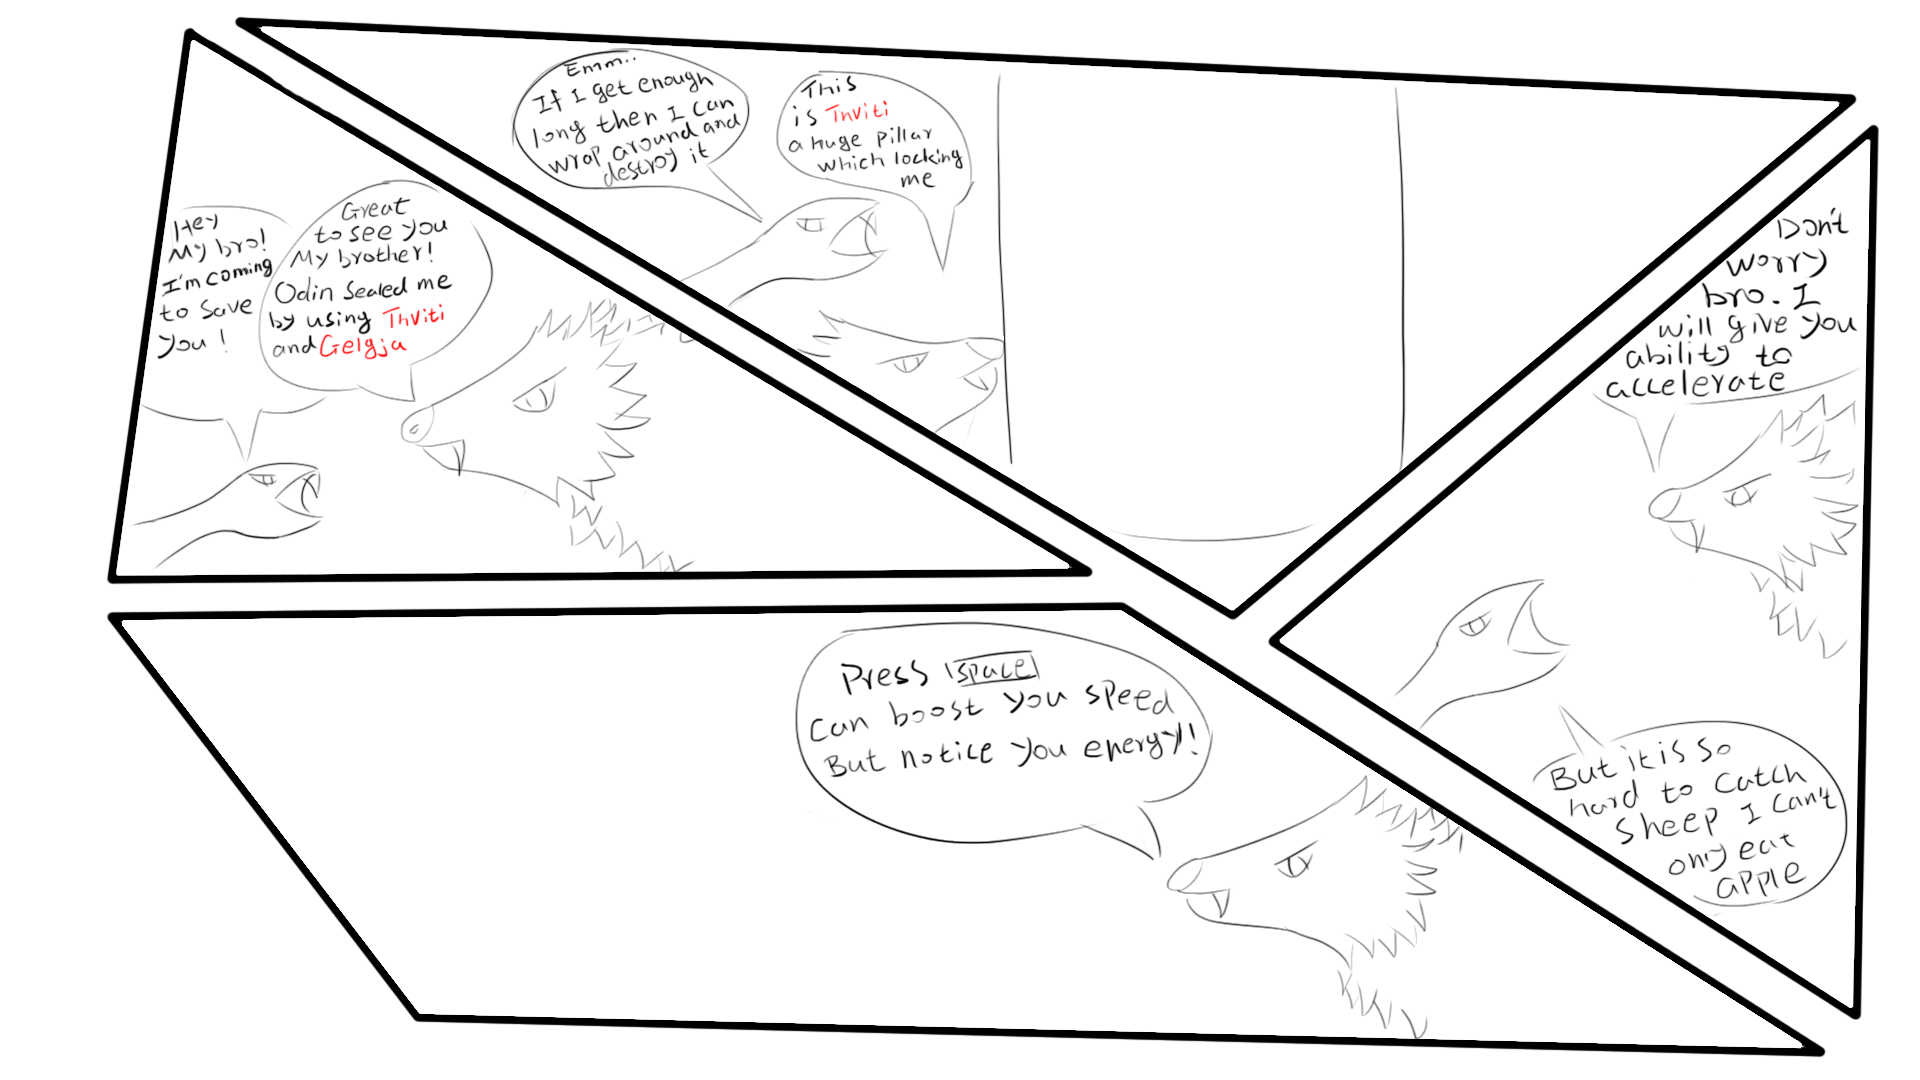 Hey
My bro!
I'm coming
to save
you!
Great
to see you
My brother!
Odin sealed me
by using Thviti
and Gelgja
Emm..
If I get enough
long then I can
wrap around and
destroy it
This
is Thviti
a huge pillar
which locking
me
Don't
worry
bro. I
will give you
ability to
accelerate
But it is so
hard to catch
sheep I can't
only eat
apple
Press space
can boost you speed
But notice you energy!